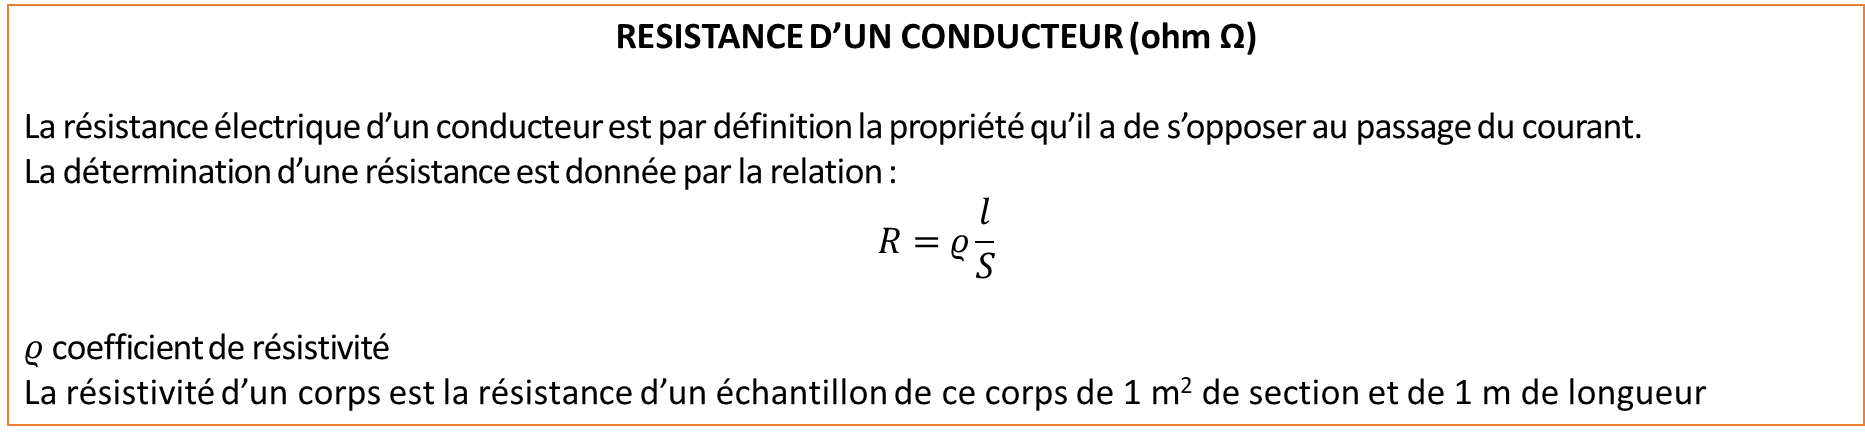 RESISTANCE D’UN CONDUCTEUR (ohm Ω)
La résistance électrique d’un conducteur est par définition la propriété qu’il a de s’opposer au passage du courant.
La détermination d’une résistance est donnée par la relation :
R = ϱ l/S
ϱ coefficient de résistivité
La résistivité d’un corps est la résistance d’un échantillon de ce corps de 1 m² de section et de 1 m de longueur